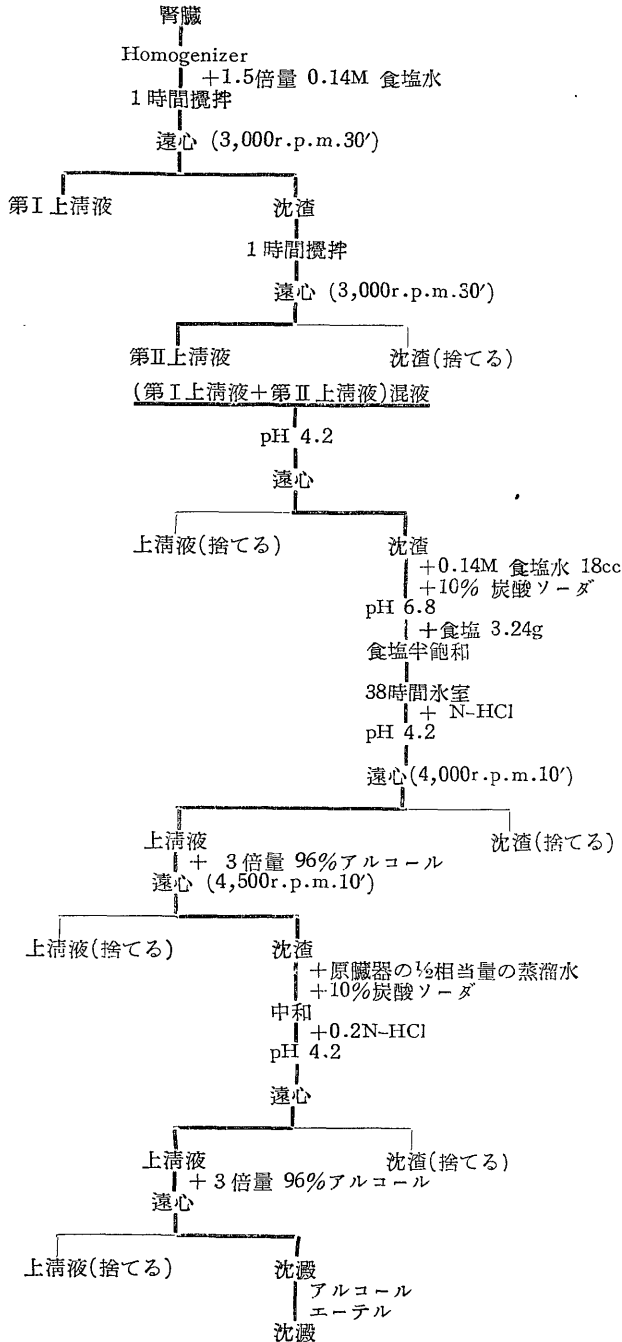 腎臓
Homogenizer
+1.5倍量 0.14M 食塩水
1時間攪拌
遠心 (3,000r.p.m.30′)
第Ⅰ上淸液
沈渣
1時間攪拌
遠心 (3,000r.p.m.30′)
第Ⅱ上淸液
沈渣(捨てる)
(第Ⅰ上淸液+第Ⅱ上淸液)混液
pH 4.2
遠心
上淸液(捨てる)
沈渣
+0.14M 食塩水 18cc
+10% 炭酸ソーダ
pH 6.8
+食塩 3.24g
食塩半飽和
38時間氷室
+ N-HCl
pH 4.2
遠心(4,000r.p.m.10′)
上淸液
沈渣(捨てる)
+ 3倍量 96%アルコール
遠心 (4,500r.p.m.10′)
上淸液(捨てる)
沈渣
+原臓器の½相当量の蒸溜水
+10%炭酸ソーダ
中和
+0.2N-HCl
pH 4.2
遠心
上淸液
沈渣(捨てる)
+3倍量 96%アルコール
遠心
上淸液(捨てる)
沈澱
アルコール
エーテル
沈澱